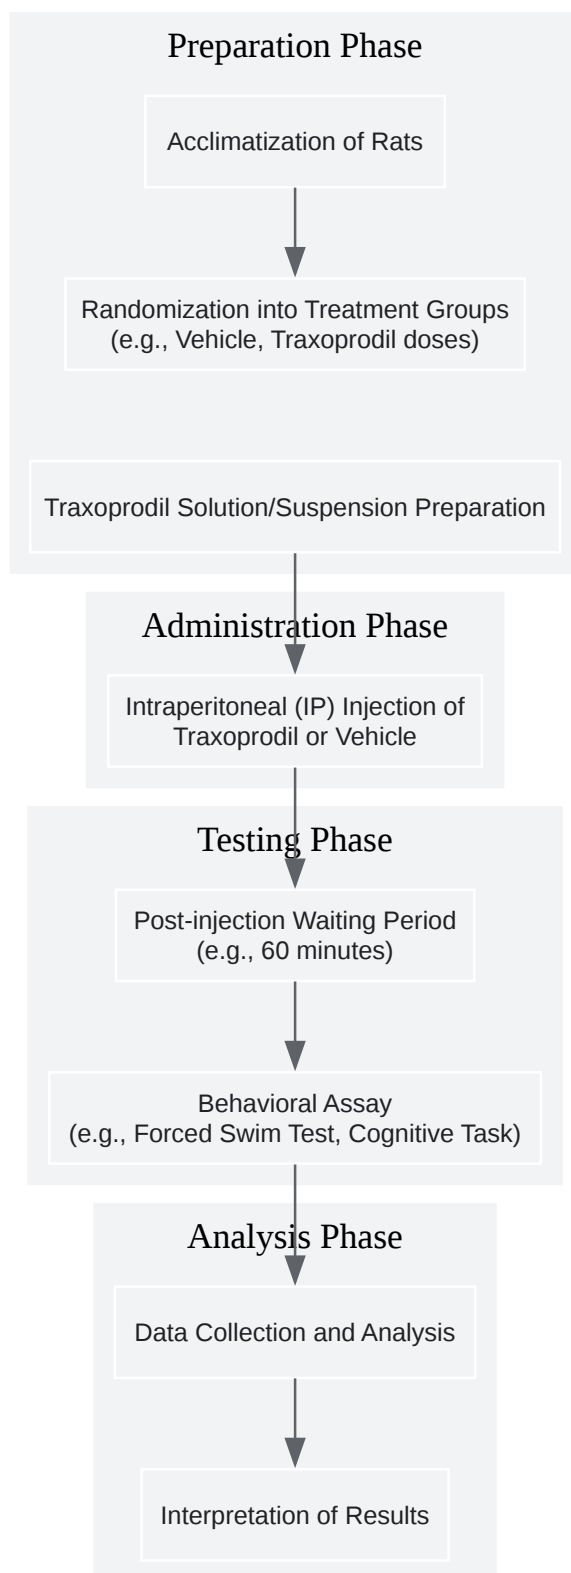 Preparation Phase
Acclimatization of Rats
Randomization into Treatment Groups
(e.g., Vehicle, Traxoprodil doses)
Traxoprodil Solution/Suspension Preparation
Administration Phase
Intraperitoneal (IP) Injection of
Traxoprodil or Vehicle
Testing Phase
Post-injection Waiting Period
(e.g., 60 minutes)
Behavioral Assay
(e.g., Forced Swim Test, Cognitive Task)
Analysis Phase
Data Collection and Analysis
Interpretation of Results